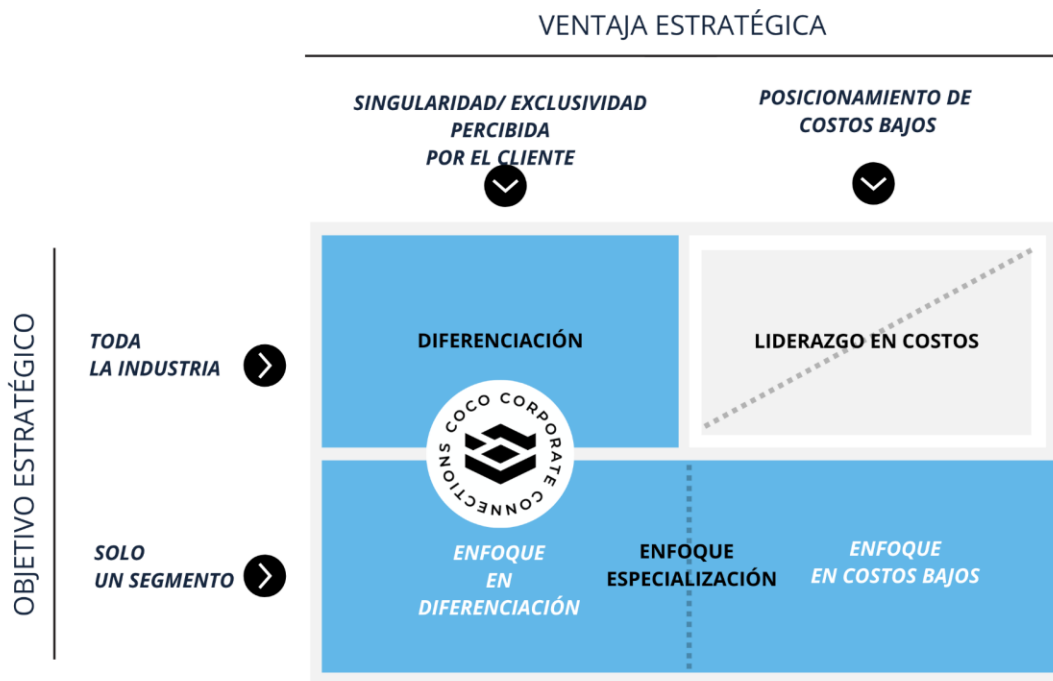 VENTAJA ESTRATÉGICA
SINGULARIDAD/ EXCLUSIVIDAD
PERCIBIDA
POR EL CLIENTE
POSICIONAMIENTO DE
COSTOS BAJOS
OBJETIVO ESTRATÉGICO
TODA
LA INDUSTRIA
DIFERENCIACIÓN
LIDERAZGO EN COSTOS
COCO CORPORATE CONNECTIONS
SOLO
UN SEGMENTO
ENFOQUE
EN
DIFERENCIACIÓN
ENFOQUE
ESPECIALIZACIÓN
ENFOQUE
EN COSTOS BAJOS